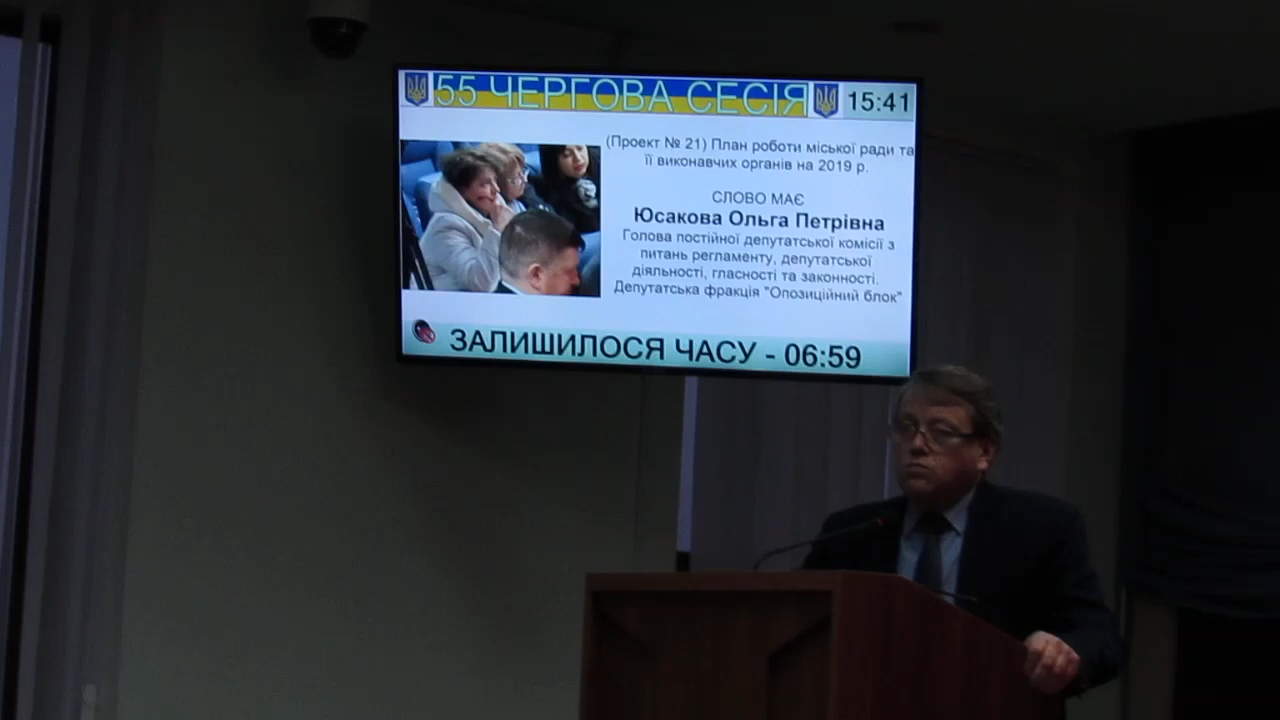 55 ЧЕРГОВА СЕСІЯ
15:41
(Проект № 21) План роботи міської ради та
її виконавчих органів на 2019 р.
СЛОВО МАЄ
Юсакова Ольга Петрівна
Голова постійної депутатської комісії з
питань регламенту, депутатської
діяльності, гласності та законності.
Депутатська фракція "Опозиційний блок"
ЗАЛИШИЛОСЯ ЧАСУ - 06:59